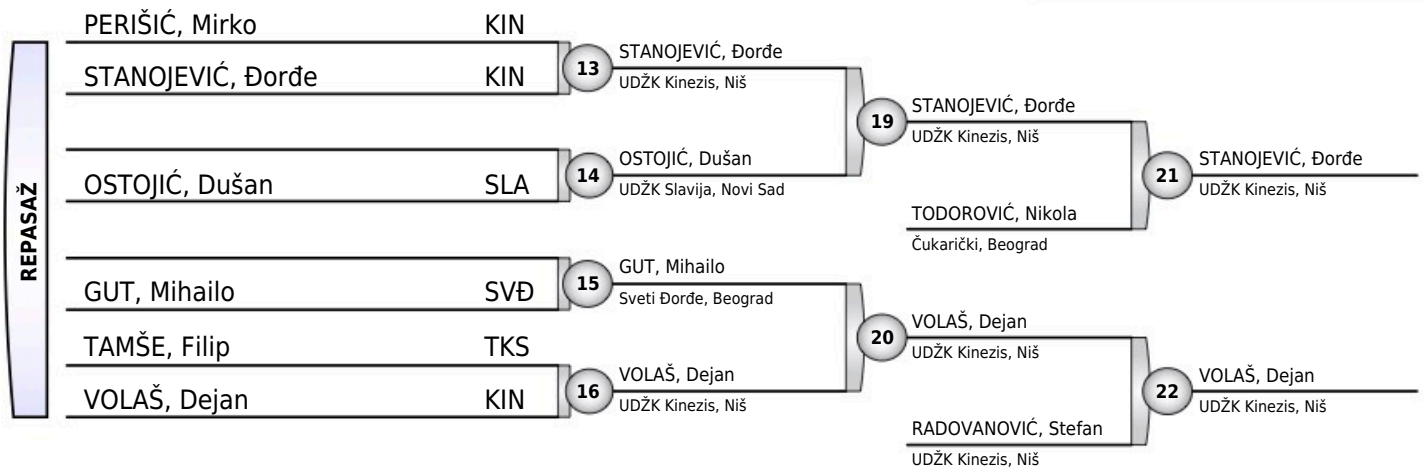 REPASAŽ
PERIŠIĆ, Mirko KIN
STANOJEVIĆ, Đorđe KIN
13
STANOJEVIĆ, Đorđe
UDŽK Kinezis, Niš
OSTOJIĆ, Dušan SLA
14
OSTOJIĆ, Dušan
UDŽK Slavija, Novi Sad
19
STANOJEVIĆ, Đorđe
UDŽK Kinezis, Niš
TODOROVIĆ, Nikola
Čukarički, Beograd
21
STANOJEVIĆ, Đorđe
UDŽK Kinezis, Niš
GUT, Mihailo SVĐ
15
GUT, Mihailo
Sveti Đorđe, Beograd
TAMŠE, Filip TKS
VOLAŠ, Dejan KIN
16
VOLAŠ, Dejan
UDŽK Kinezis, Niš
20
VOLAŠ, Dejan
UDŽK Kinezis, Niš
RADOVANOVIĆ, Stefan
UDŽK Kinezis, Niš
22
VOLAŠ, Dejan
UDŽK Kinezis, Niš